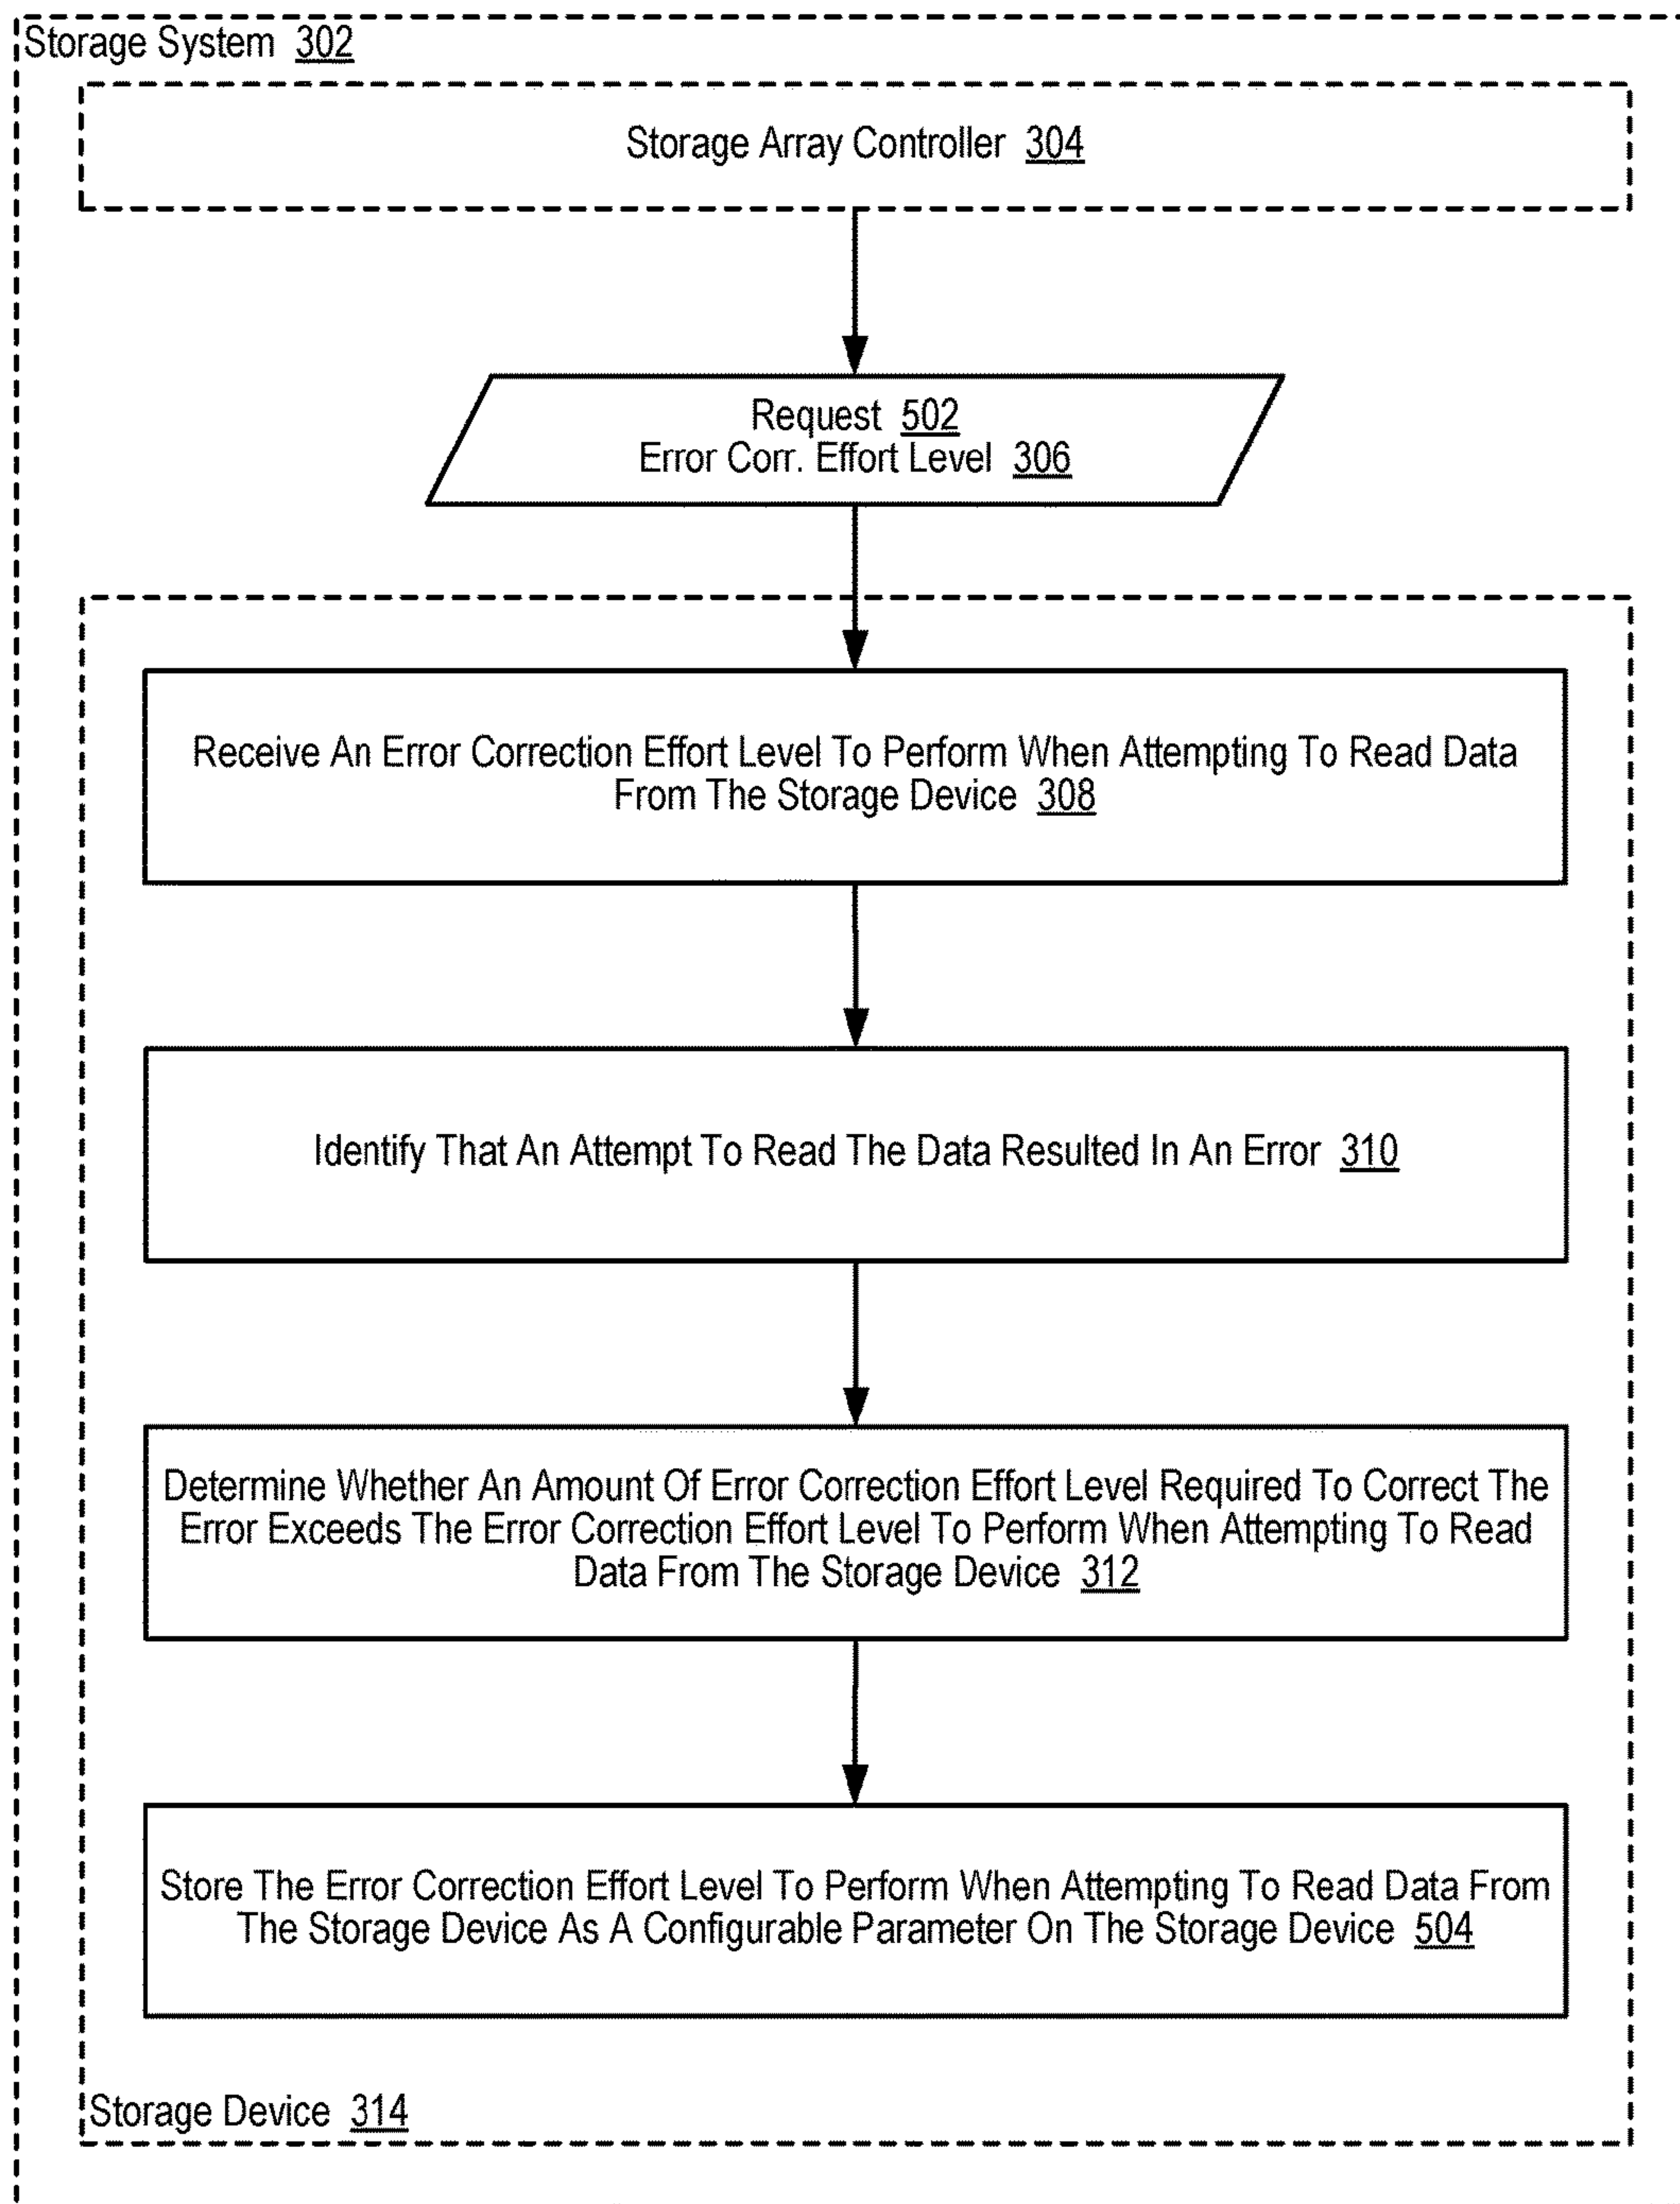 Storage System 302
Storage Array Controller 304
Request 502
Error Corr. Effort Level 306
Receive An Error Correction Effort Level To Perform When Attempting To Read Data
From The Storage Device 308
Identify That An Attempt To Read The Data Resulted In An Error 310
Determine Whether An Amount Of Error Correction Effort Level Required To Correct The
Error Exceeds The Error Correction Effort Level To Perform When Attempting To Read
Data From The Storage Device 312
Store The Error Correction Effort Level To Perform When Attempting To Read Data From
The Storage Device As A Configurable Parameter On The Storage Device 504
Storage Device 314